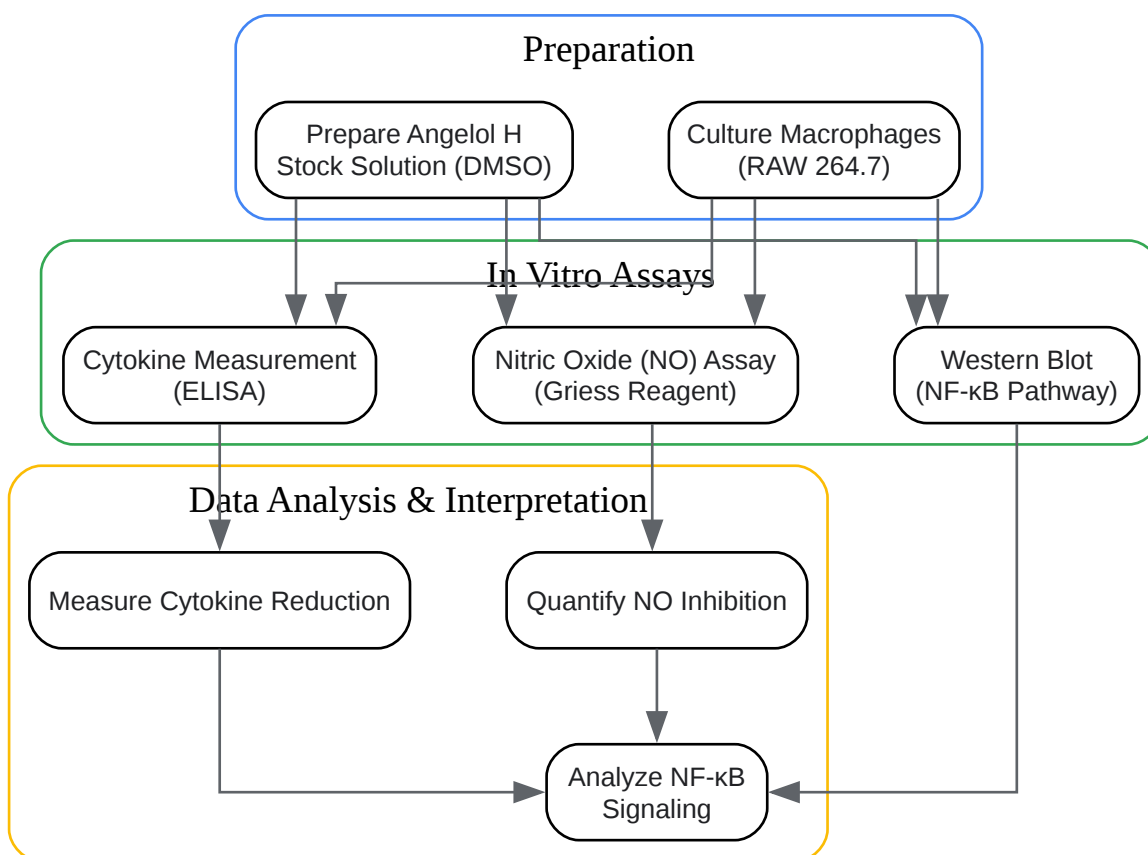 Preparation
Prepare Angelol H
Stock Solution (DMSO)
Culture Macrophages
(RAW 264.7)
In Vitro Assays
Cytokine Measurement
(ELISA)
Nitric Oxide (NO) Assay
(Griess Reagent)
Western Blot
(NF-κB Pathway)
Data Analysis & Interpretation
Measure Cytokine Reduction
Quantify NO Inhibition
Analyze NF-κB
Signaling